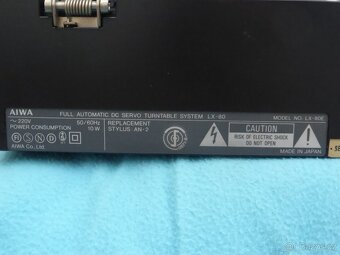 AIWA FULL AUTOMATIC DC SERVO TURNTABLE SYSTEM LX-80 MODEL NO. LX-80E
~ 220V 50/60Hz
POWER CONSUMPTION 10W
REPLACEMENT
STYLUS: AN-2
CAUTION
RISK OF ELECTRIC SHOCK
DO NOT OPEN
AIWA Co., Ltd.
MADE IN JAPAN